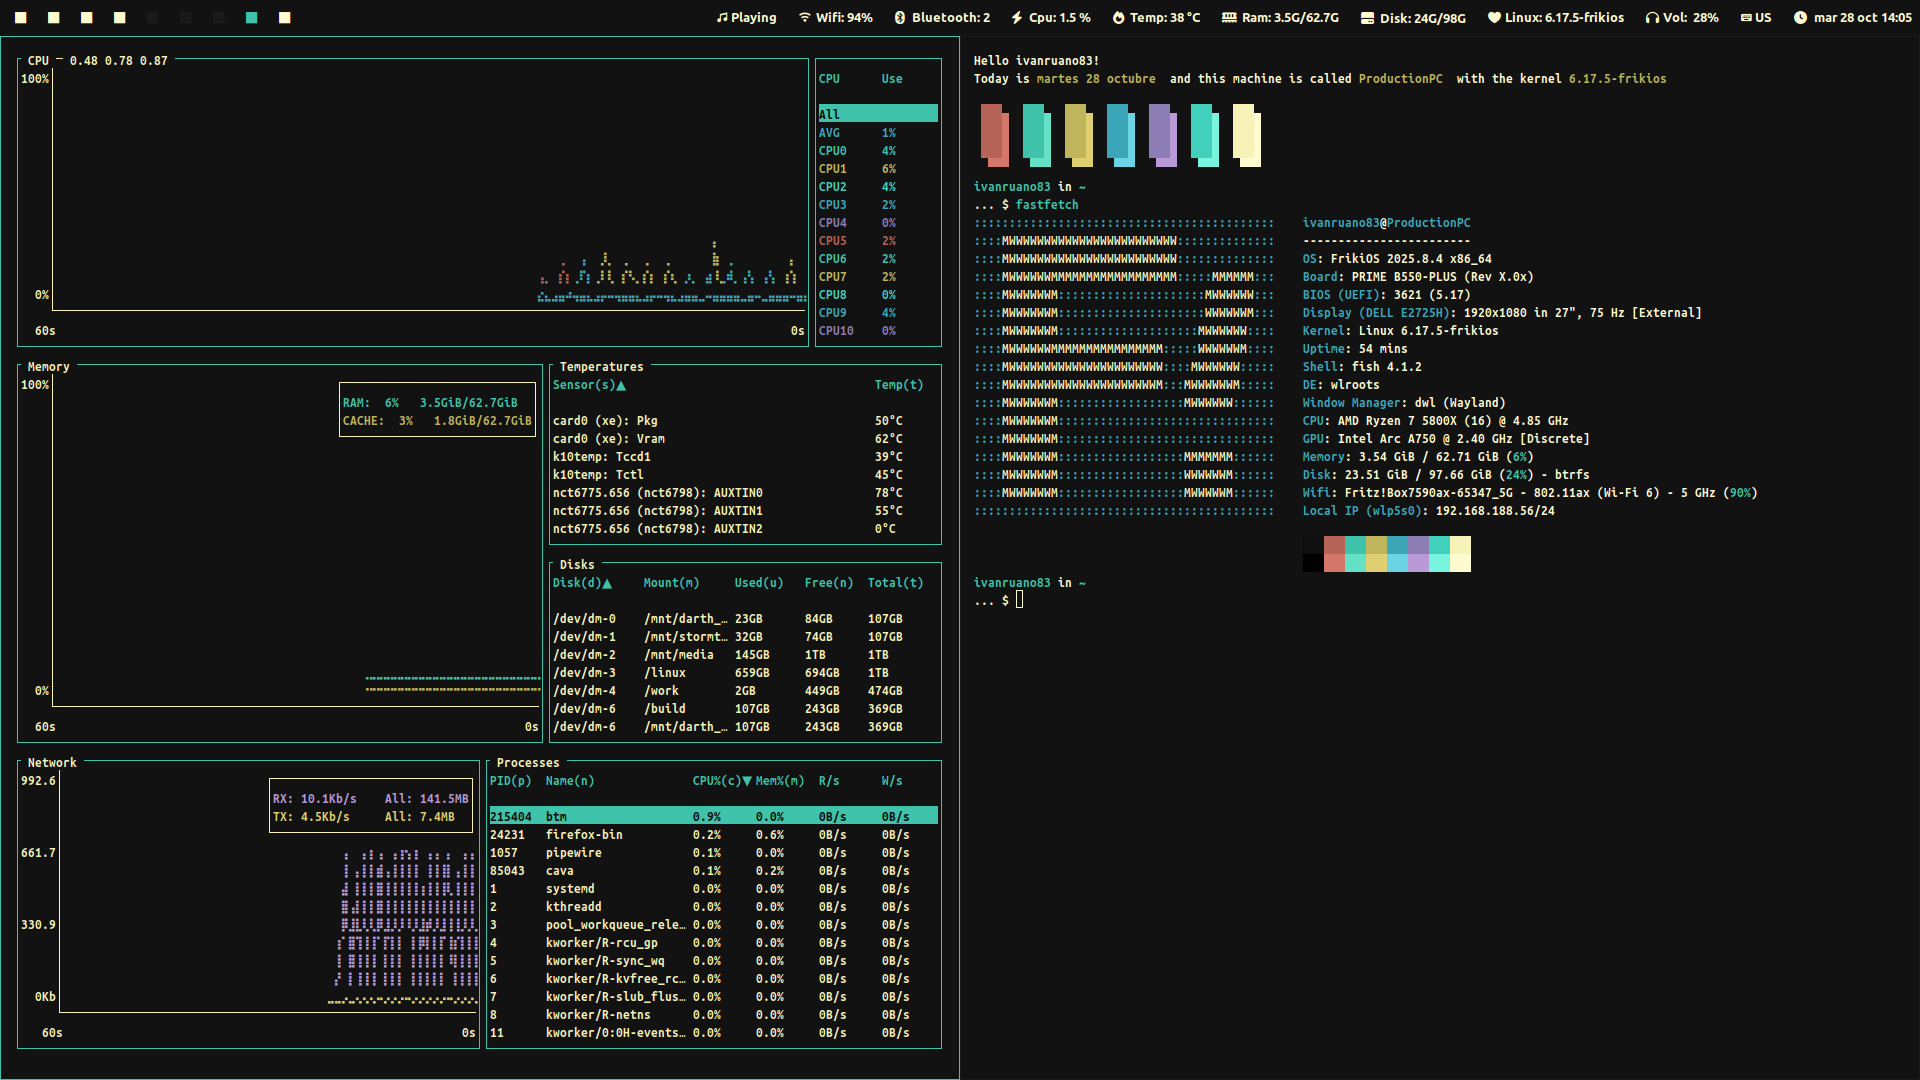 Playing Wifi: 94% Bluetooth: 2 Cpu: 1.5 % Temp: 38 °C Ram: 3.5G/62.7G Disk: 24G/98G Linux: 6.17.5-frikios Vol: 28% US mar 28 oct 14:05
CPU 0.48 0.78 0.87
100%
0%
60s 0s
CPU Use
All
AVG 1%
CPU0 4%
CPU1 6%
CPU2 4%
CPU3 2%
CPU4 0%
CPU5 2%
CPU6 2%
CPU7 2%
CPU8 0%
CPU9 4%
CPU10 0%
Memory
100%
RAM: 6% 3.5GiB/62.7GiB
CACHE: 3% 1.8GiB/62.7GiB
0%
60s 0s
Temperatures
Sensor(s)▲ Temp(t)
card0 (xe): Pkg 50°C
card0 (xe): Vram 62°C
k10temp: Tccd1 39°C
k10temp: Tctl 45°C
nct6775.656 (nct6798): AUXTIN0 78°C
nct6775.656 (nct6798): AUXTIN1 55°C
nct6775.656 (nct6798): AUXTIN2 0°C
Disks
Disk(d)▲ Mount(m) Used(u) Free(n) Total(t)
/dev/dm-0 /mnt/darth_… 23GB 84GB 107GB
/dev/dm-1 /mnt/stormt… 32GB 74GB 107GB
/dev/dm-2 /mnt/media 145GB 1TB 1TB
/dev/dm-3 /linux 659GB 694GB 1TB
/dev/dm-4 /work 2GB 449GB 474GB
/dev/dm-6 /build 107GB 243GB 369GB
/dev/dm-6 /mnt/darth_… 107GB 243GB 369GB
Network
992.6
RX: 10.1Kb/s All: 141.5MB
TX: 4.5Kb/s All: 7.4MB
661.7
330.9
0Kb
60s 0s
Processes
PID(p) Name(n) CPU%(c)▼ Mem%(m) R/s W/s
215404 btm 0.9% 0.0% 0B/s 0B/s
24231 firefox-bin 0.2% 0.6% 0B/s 0B/s
1057 pipewire 0.1% 0.0% 0B/s 0B/s
85043 cava 0.1% 0.2% 0B/s 0B/s
1 systemd 0.0% 0.0% 0B/s 0B/s
2 kthreadd 0.0% 0.0% 0B/s 0B/s
3 pool_workqueue_rele… 0.0% 0.0% 0B/s 0B/s
4 kworker/R-rcu_gp 0.0% 0.0% 0B/s 0B/s
5 kworker/R-sync_wq 0.0% 0.0% 0B/s 0B/s
6 kworker/R-kvfree_rc… 0.0% 0.0% 0B/s 0B/s
7 kworker/R-slub_flus… 0.0% 0.0% 0B/s 0B/s
8 kworker/R-netns 0.0% 0.0% 0B/s 0B/s
11 kworker/0:0H-events… 0.0% 0.0% 0B/s 0B/s
Hello ivanruano83!
Today is martes 28 octubre and this machine is called ProductionPC with the kernel 6.17.5-frikios
ivanruano83 in ~
... $ fastfetch
ivanruano83@ProductionPC
------------------------
OS: FrikiOS 2025.8.4 x86_64
Board: PRIME B550-PLUS (Rev X.0x)
BIOS (UEFI): 3621 (5.17)
Display (DELL E2725H): 1920x1080 in 27", 75 Hz [External]
Kernel: Linux 6.17.5-frikios
Uptime: 54 mins
Shell: fish 4.1.2
DE: wlroots
Window Manager: dwl (Wayland)
CPU: AMD Ryzen 7 5800X (16) @ 4.85 GHz
GPU: Intel Arc A750 @ 2.40 GHz [Discrete]
Memory: 3.54 GiB / 62.71 GiB (6%)
Disk: 23.51 GiB / 97.66 GiB (24%) - btrfs
Wifi: Fritz!Box7590ax-65347_5G - 802.11ax (Wi-Fi 6) - 5 GHz (90%)
Local IP (wlp5s0): 192.168.188.56/24
ivanruano83 in ~
... $